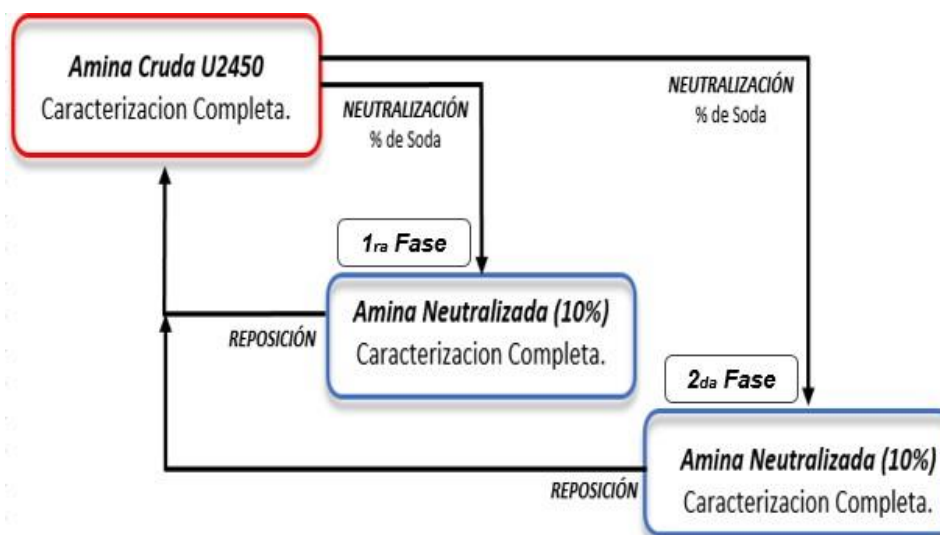 Amina Cruda U2450
Caracterizacion Completa.
NEUTRALIZACIÓN
% de Soda
NEUTRALIZACIÓN
% de Soda
1ra Fase
Amina Neutralizada (10%)
Caracterizacion Completa.
REPOSICIÓN
2da Fase
Amina Neutralizada (10%)
Caracterizacion Completa.
REPOSICIÓN